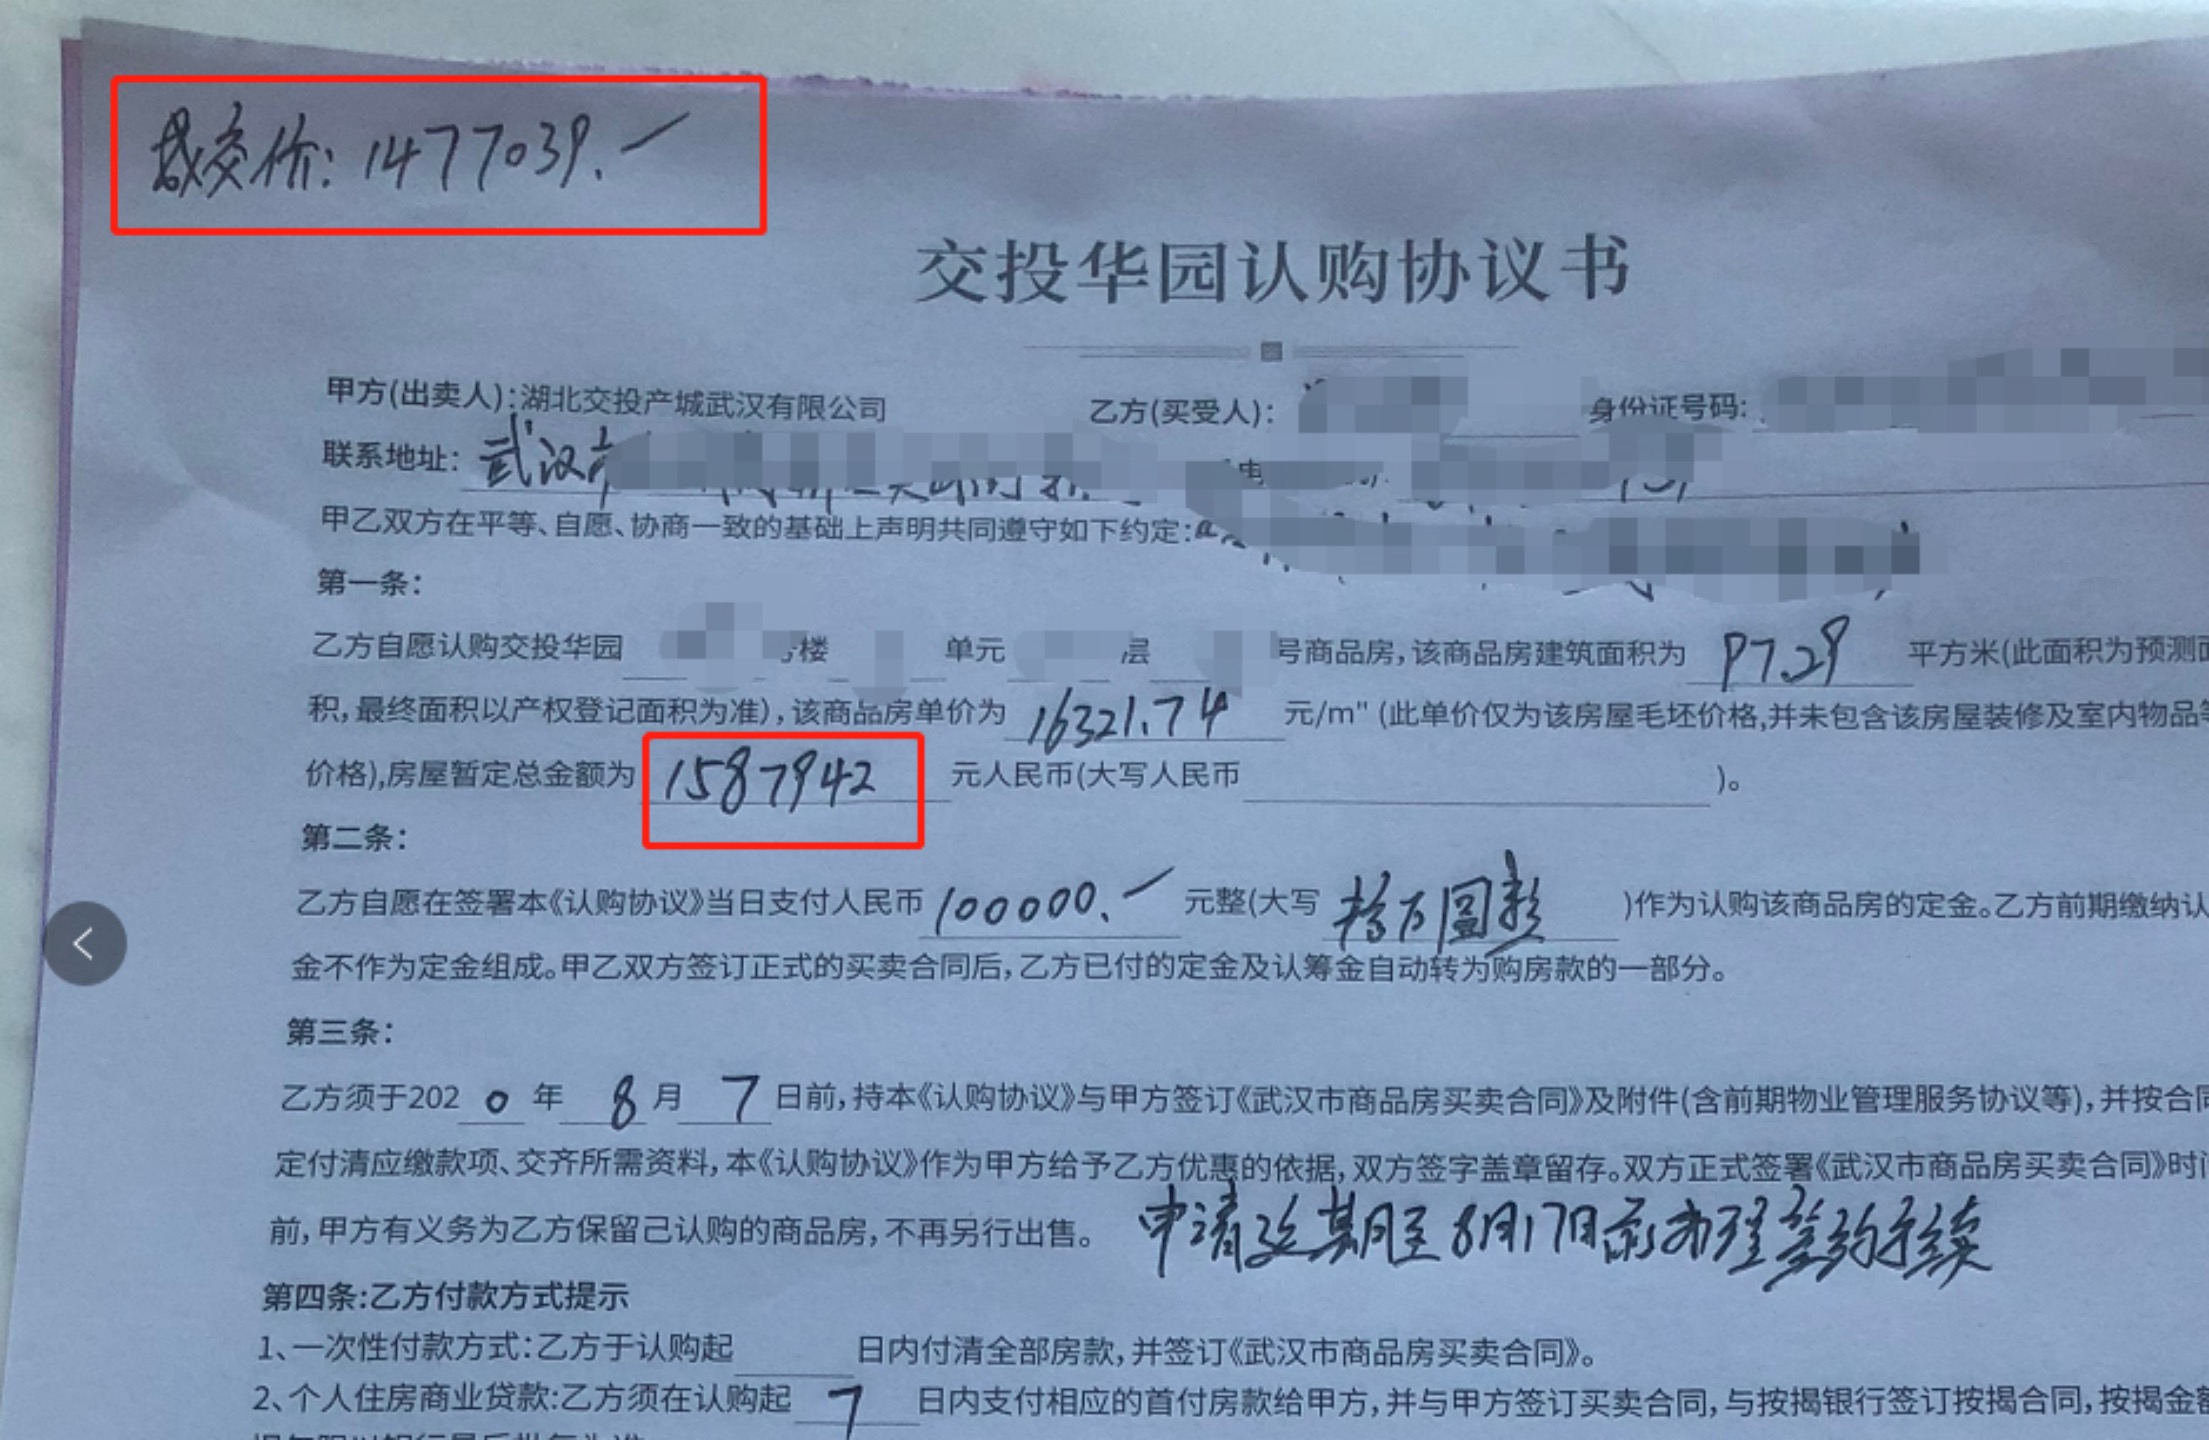 成交价:1477039.一
交投华园认购协议书
甲方(出卖人):湖北交投产城武汉有限公司 乙方(买受人): 身份证号码:
联系地址: 武汉市
甲乙双方在平等、自愿、协商一致的基础上声明共同遵守如下约定:
第一条:
乙方自愿认购交投华园 楼 单元 层 号商品房,该商品房建筑面积为 97.29 平方米(此面积为预测面
积,最终面积以产权登记面积为准),该商品房单价为 16321.74 元/m" (此单价仅为该房屋毛坯价格,并未包含该房屋装修及室内物品等
价格),房屋暂定总金额为 1587942 元人民币(大写人民币 )。
第二条:
乙方自愿在签署本《认购协议》当日支付人民币 100000.一 元整(大写 拾万圆整 )作为认购该商品房的定金。乙方前期缴纳认
金不作为定金组成。甲乙双方签订正式的买卖合同后,乙方已付的定金及认筹金自动转为购房款的一部分。
第三条:
乙方须于2020年 8月 7日前,持本《认购协议》与甲方签订《武汉市商品房买卖合同》及附件(含前期物业管理服务协议等),并按合同
定付清应缴款项、交齐所需资料,本《认购协议》作为甲方给予乙方优惠的依据,双方签字盖章留存。双方正式签署《武汉市商品房买卖合同》时间
前,甲方有义务为乙方保留己认购的商品房,不再另行出售。 申请延期至8月17日前办理签约手续
第四条:乙方付款方式提示
1、一次性付款方式:乙方于认购起 日内付清全部房款,并签订《武汉市商品房买卖合同》。
2、个人住房商业贷款:乙方须在认购起 7 日内支付相应的首付房款给甲方,并与甲方签订买卖合同,与按揭银行签订按揭合同,按揭金额